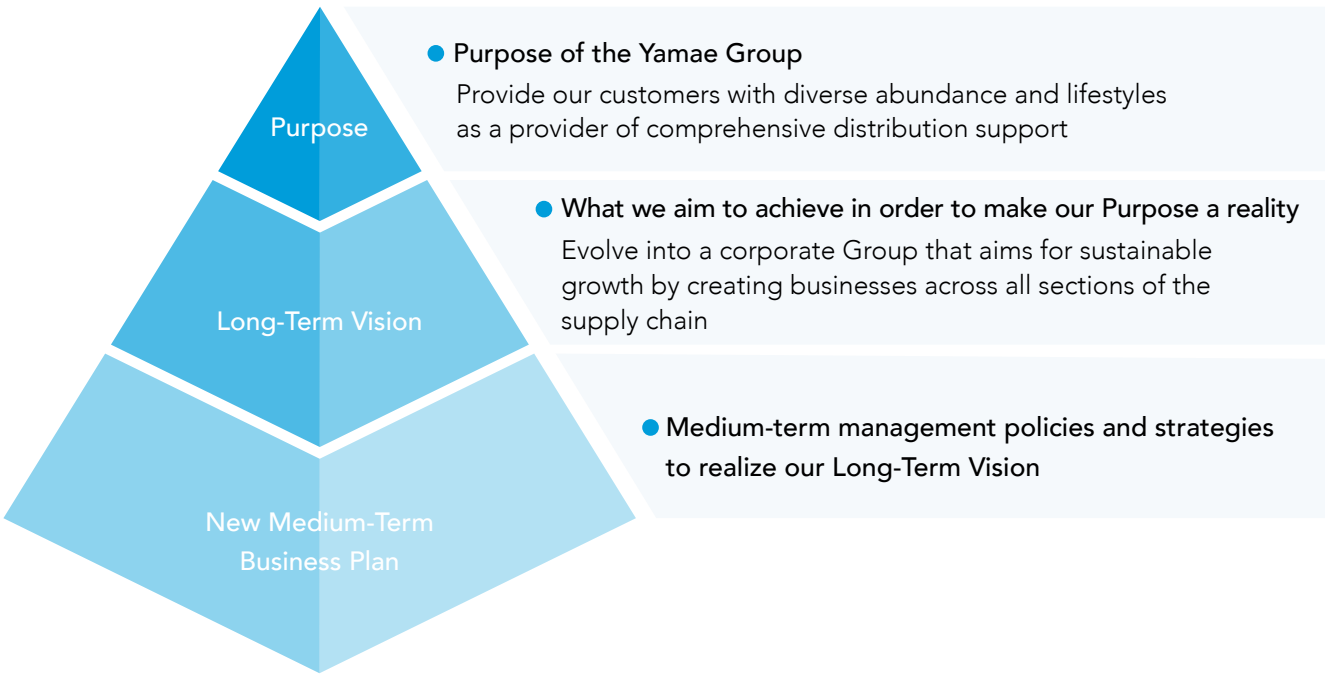 Purpose
● Purpose of the Yamae Group
Provide our customers with diverse abundance and lifestyles
as a provider of comprehensive distribution support
Long-Term Vision
● What we aim to achieve in order to make our Purpose a reality
Evolve into a corporate Group that aims for sustainable
growth by creating businesses across all sections of the
supply chain
New Medium-Term
Business Plan
● Medium-term management policies and strategies
to realize our Long-Term Vision